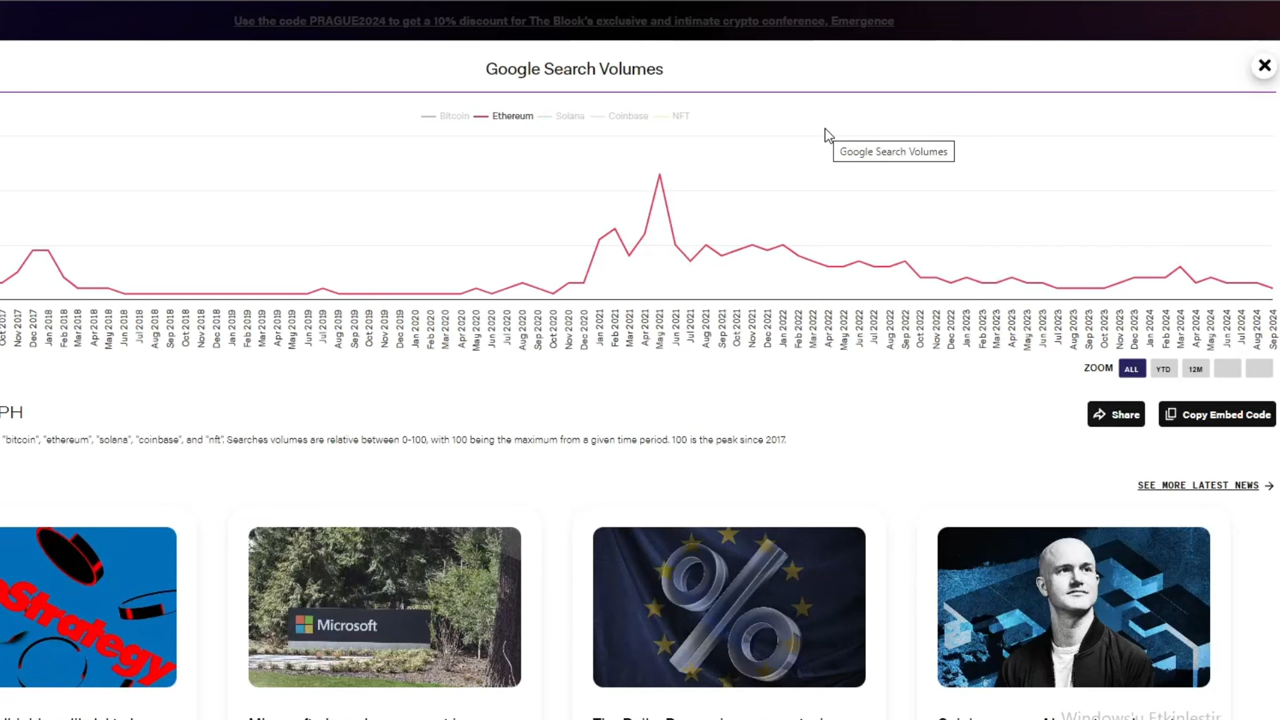 Use the code PRAGUE2024 to get a 10% discount for The Block's exclusive and intimate crypto conference, Emergence
Google Search Volumes
Bitcoin Ethereum Solana Coinbase NFT
Google Search Volumes
Oct 2017 Nov 2017 Dec 2017 Jan 2018 Feb 2018 Mar 2018 Apr 2018 May 2018 Jun 2018 Jul 2018 Aug 2018 Sep 2018 Oct 2018 Nov 2018 Dec 2018 Jan 2019 Feb 2019 Mar 2019 Apr 2019 May 2019 Jun 2019 Jul 2019 Aug 2019 Sep 2019 Oct 2019 Nov 2019 Dec 2019 Jan 2020 Feb 2020 Mar 2020 Apr 2020 May 2020 Jun 2020 Jul 2020 Aug 2020 Sep 2020 Oct 2020 Nov 2020 Dec 2020 Jan 2021 Feb 2021 Mar 2021 Apr 2021 May 2021 Jun 2021 Jul 2021 Aug 2021 Sep 2021 Oct 2021 Nov 2021 Dec 2021 Jan 2022 Feb 2022 Mar 2022 Apr 2022 May 2022 Jun 2022 Jul 2022 Aug 2022 Sep 2022 Oct 2022 Nov 2022 Dec 2022 Jan 2023 Feb 2023 Mar 2023 Apr 2023 May 2023 Jun 2023 Jul 2023 Aug 2023 Sep 2023 Oct 2023 Nov 2023 Dec 2023 Jan 2024 Feb 2024 Mar 2024 Apr 2024 May 2024 Jun 2024 Jul 2024 Aug 2024 Sep 2024
ZOOM ALL YTD 12M
PH
Share Copy Embed Code
"bitcoin", "ethereum", "solana", "coinbase", and "nft". Searches volumes are relative between 0-100, with 100 being the maximum from a given time period. 100 is the peak since 2017.
SEE MORE LATEST NEWS
Strategy
Microsoft
%
Windows'u Etkinleştir